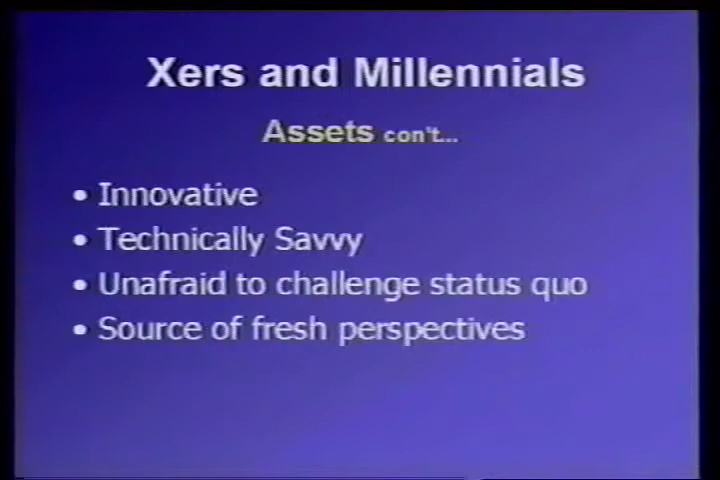 Xers and Millennials
Assets con't...
• Innovative
• Technically Savvy
• Unafraid to challenge status quo
• Source of fresh perspectives